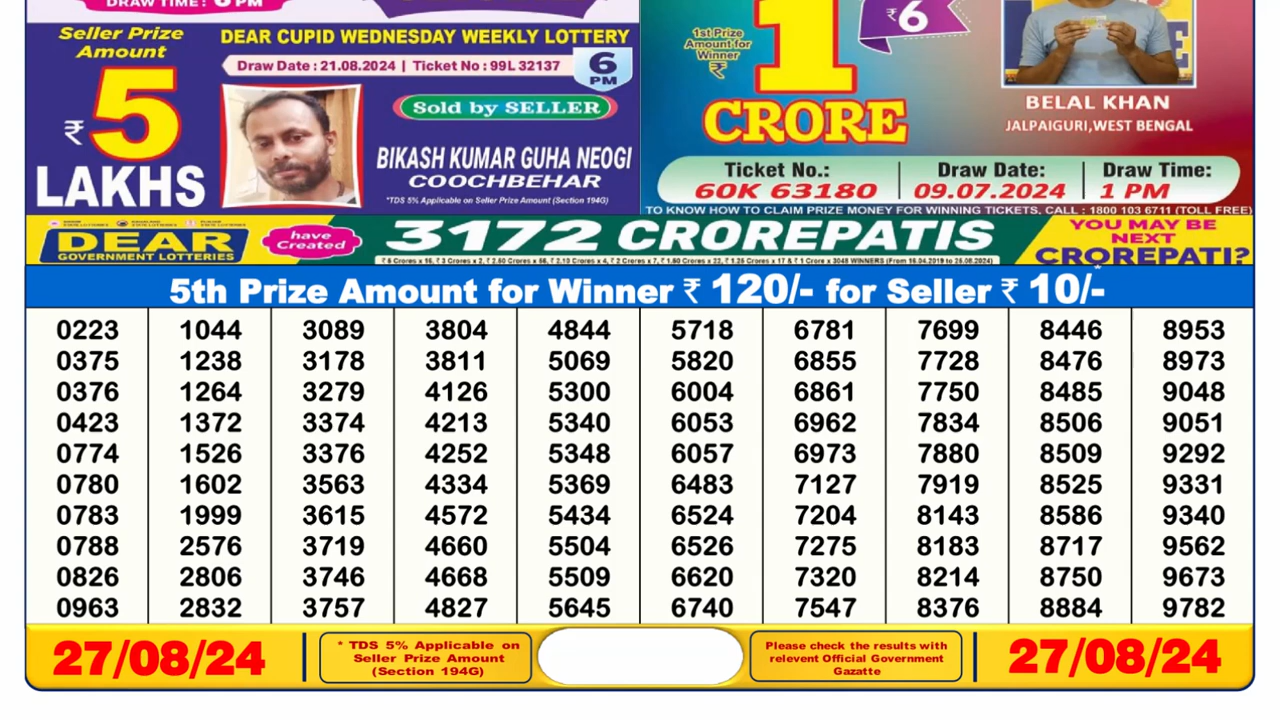 DRAW TIME: 6 PM
Seller Prize
Amount
₹ 5
LAKHS
DEAR CUPID WEDNESDAY WEEKLY LOTTERY
Draw Date : 21.08.2024 | Ticket No : 99L 32137
6
PM
Sold by SELLER
BIKASH KUMAR GUHA NEOGI
COOCHBEHAR
*TDS 5% Applicable on Seller Prize Amount (Section 194G)
1st Prize
Amount for
Winner
₹
1
CRORE
₹6
BELAL KHAN
JALPAIGURI,WEST BENGAL
Ticket No.: Draw Date: Draw Time:
60K 63180 09.07.2024 1 PM
TO KNOW HOW TO CLAIM PRIZE MONEY FOR WINNING TICKETS, CALL : 1800 103 6711 (TOLL FREE)
DEAR
GOVERNMENT LOTTERIES
have
Created
3172 CROREPATIS
YOU MAY BE
NEXT
CROREPATI?
5th Prize Amount for Winner ₹ 120/- for Seller ₹ 10/-*
0223 1044 3089 3804 4844 5718 6781 7699 8446 8953
0375 1238 3178 3811 5069 5820 6855 7728 8476 8973
0376 1264 3279 4126 5300 6004 6861 7750 8485 9048
0423 1372 3374 4213 5340 6053 6962 7834 8506 9051
0774 1526 3376 4252 5348 6057 6973 7880 8509 9292
0780 1602 3563 4334 5369 6483 7127 7919 8525 9331
0783 1999 3615 4572 5434 6524 7204 8143 8586 9340
0788 2576 3719 4660 5504 6526 7275 8183 8717 9562
0826 2806 3746 4668 5509 6620 7320 8214 8750 9673
0963 2832 3757 4827 5645 6740 7547 8376 8884 9782
27/08/24
* TDS 5% Applicable on
Seller Prize Amount
(Section 194G)
Please check the results with
relevent Official Government
Gazatte
27/08/24